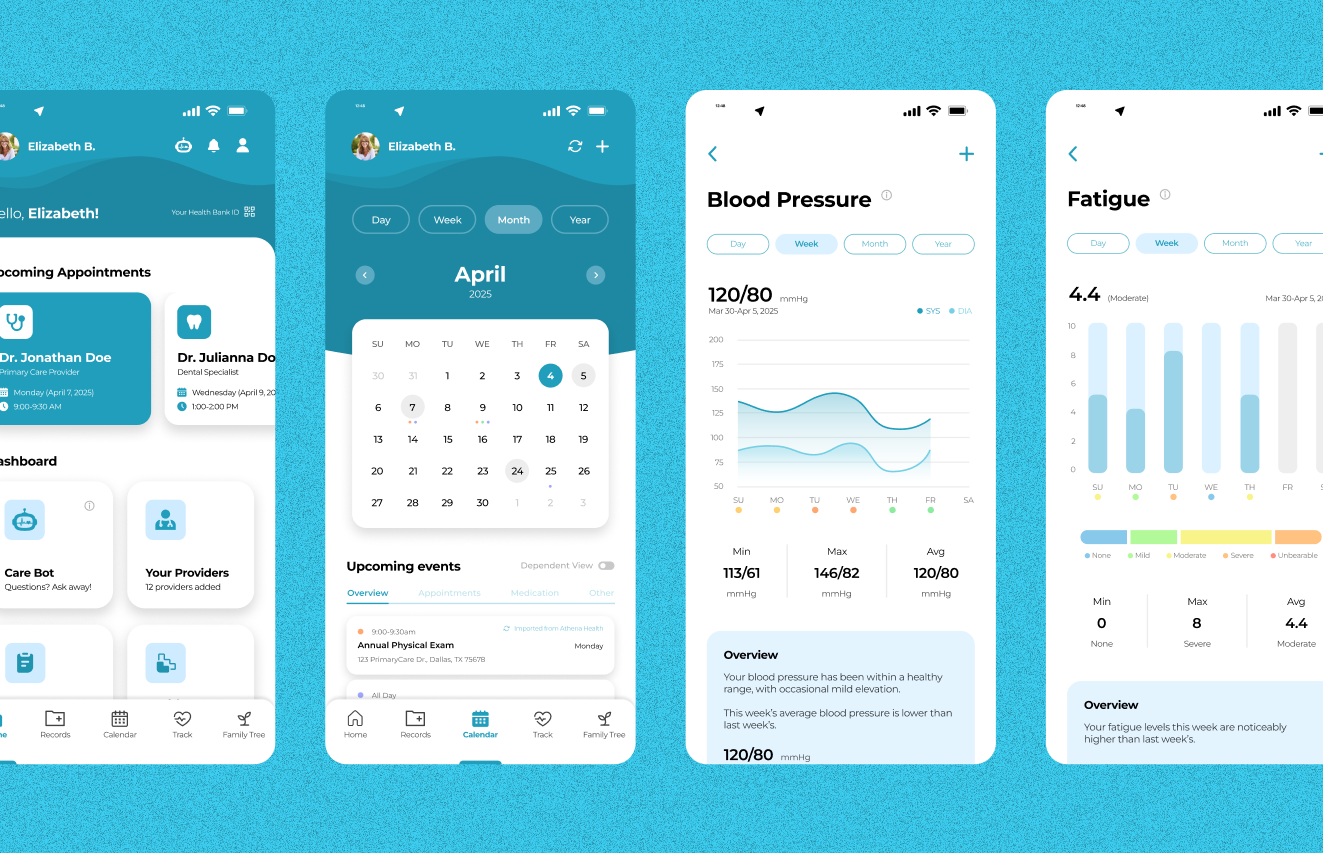 Elizabeth B.
ello, Elizabeth!
Your Health Bank ID
pcoming Appointments
Dr. Jonathan Doe
Primary Care Provider
Monday (April 7, 2025)
9:00-9:30 AM
Dr. Julianna Do
Dental Specialist
Wednesday (April 9, 20
1:00-2:00 PM
ashboard
Care Bot
Questions? Ask away!
Your Providers
12 providers added
me
Records
Calendar
Track
Family Tree
12:46
Elizabeth B.
Day
Week
Month
Year
April
2025
SU MO TU WE TH FR SA
30 31 1 2 3 4 5
6 7 8 9 10 11 12
13 14 15 16 17 18 19
20 21 22 23 24 25 26
27 28 29 30 1 2 3
Upcoming events
Dependent View
Overview
Appointments
Medication
Other
9:00-9:30am
Imported from Athena Health
Annual Physical Exam
Monday
123 PrimaryCare Dr., Dallas, TX 75678
All Day
Home
Records
Calendar
Track
Family Tree
12:46
Blood Pressure
Day
Week
Month
Year
120/80 mmHg
Mar 30-Apr 5, 2025
SYS
DIA
200
175
150
125
100
75
50
SU MO TU WE TH FR SA
Min
113/61
mmHg
Max
146/82
mmHg
Avg
120/80
mmHg
Overview
Your blood pressure has been within a healthy
range, with occasional mild elevation.
This week's average blood pressure is lower than
last week's.
120/80 mmHg
12:46
Fatigue
Day
Week
Month
Year
4.4 (Moderate)
Mar 30-Apr 5, 20
10
8
6
4
2
0
SU MO TU WE TH FR S
None
Mild
Moderate
Severe
Unbearable
Min
0
None
Max
8
Severe
Avg
4.4
Moderate
Overview
Your fatigue levels this week are noticeably
higher than last week's.